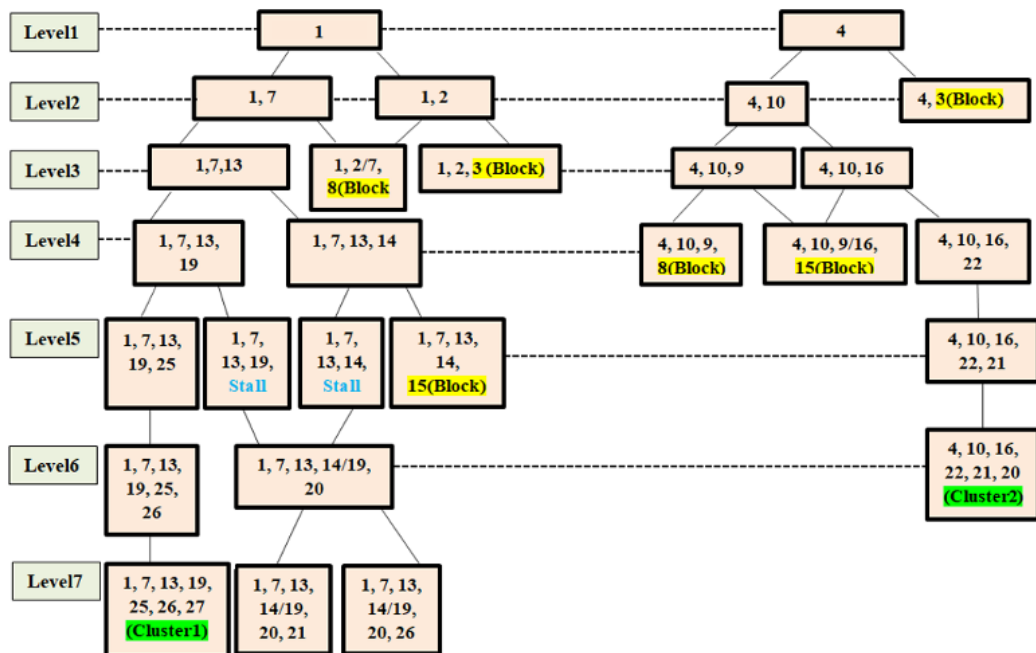 Level1
1
4
Level2
1, 7
1, 2
4, 10
4, 3(Block)
Level3
1,7,13
1, 2/7,
8(Block
1, 2, 3 (Block)
4, 10, 9
4, 10, 16
Level4
1, 7, 13,
19
1, 7, 13, 14
4, 10, 9,
8(Block)
4, 10, 9/16,
15(Block)
4, 10, 16,
22
Level5
1, 7, 13,
19, 25
1, 7,
13, 19,
Stall
1, 7,
13, 14,
Stall
1, 7, 13,
14,
15(Block)
4, 10, 16,
22, 21
Level6
1, 7, 13,
19, 25,
26
1, 7, 13, 14/19,
20
4, 10, 16,
22, 21, 20
(Cluster2)
Level7
1, 7, 13, 19,
25, 26, 27
(Cluster1)
1, 7, 13,
14/19,
20, 21
1, 7, 13,
14/19,
20, 26